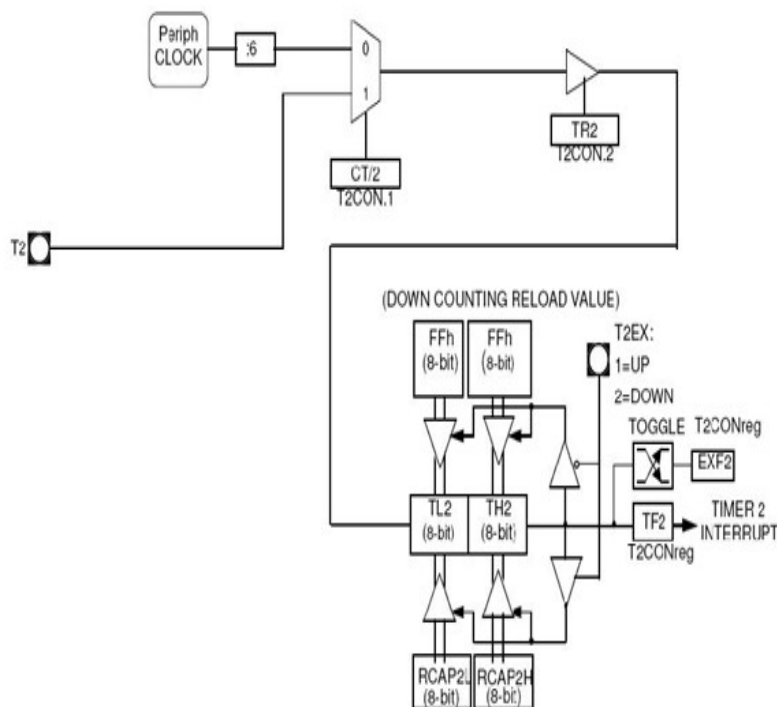 Periph
CLOCK
:6
0
1
TR2
T2CON.2
CT/2
T2CON.1
T2
(DOWN COUNTING RELOAD VALUE)
FFh
(8-bit)
FFh
(8-bit)
T2EX:
1=UP
2=DOWN
TOGGLE
T2CONreg
EXF2
TL2
(8-bit)
TH2
(8-bit)
TF2
TIMER 2
INTERRUPT
T2CONreg
RCAP2L
(8-bit)
RCAP2H
(8-bit)